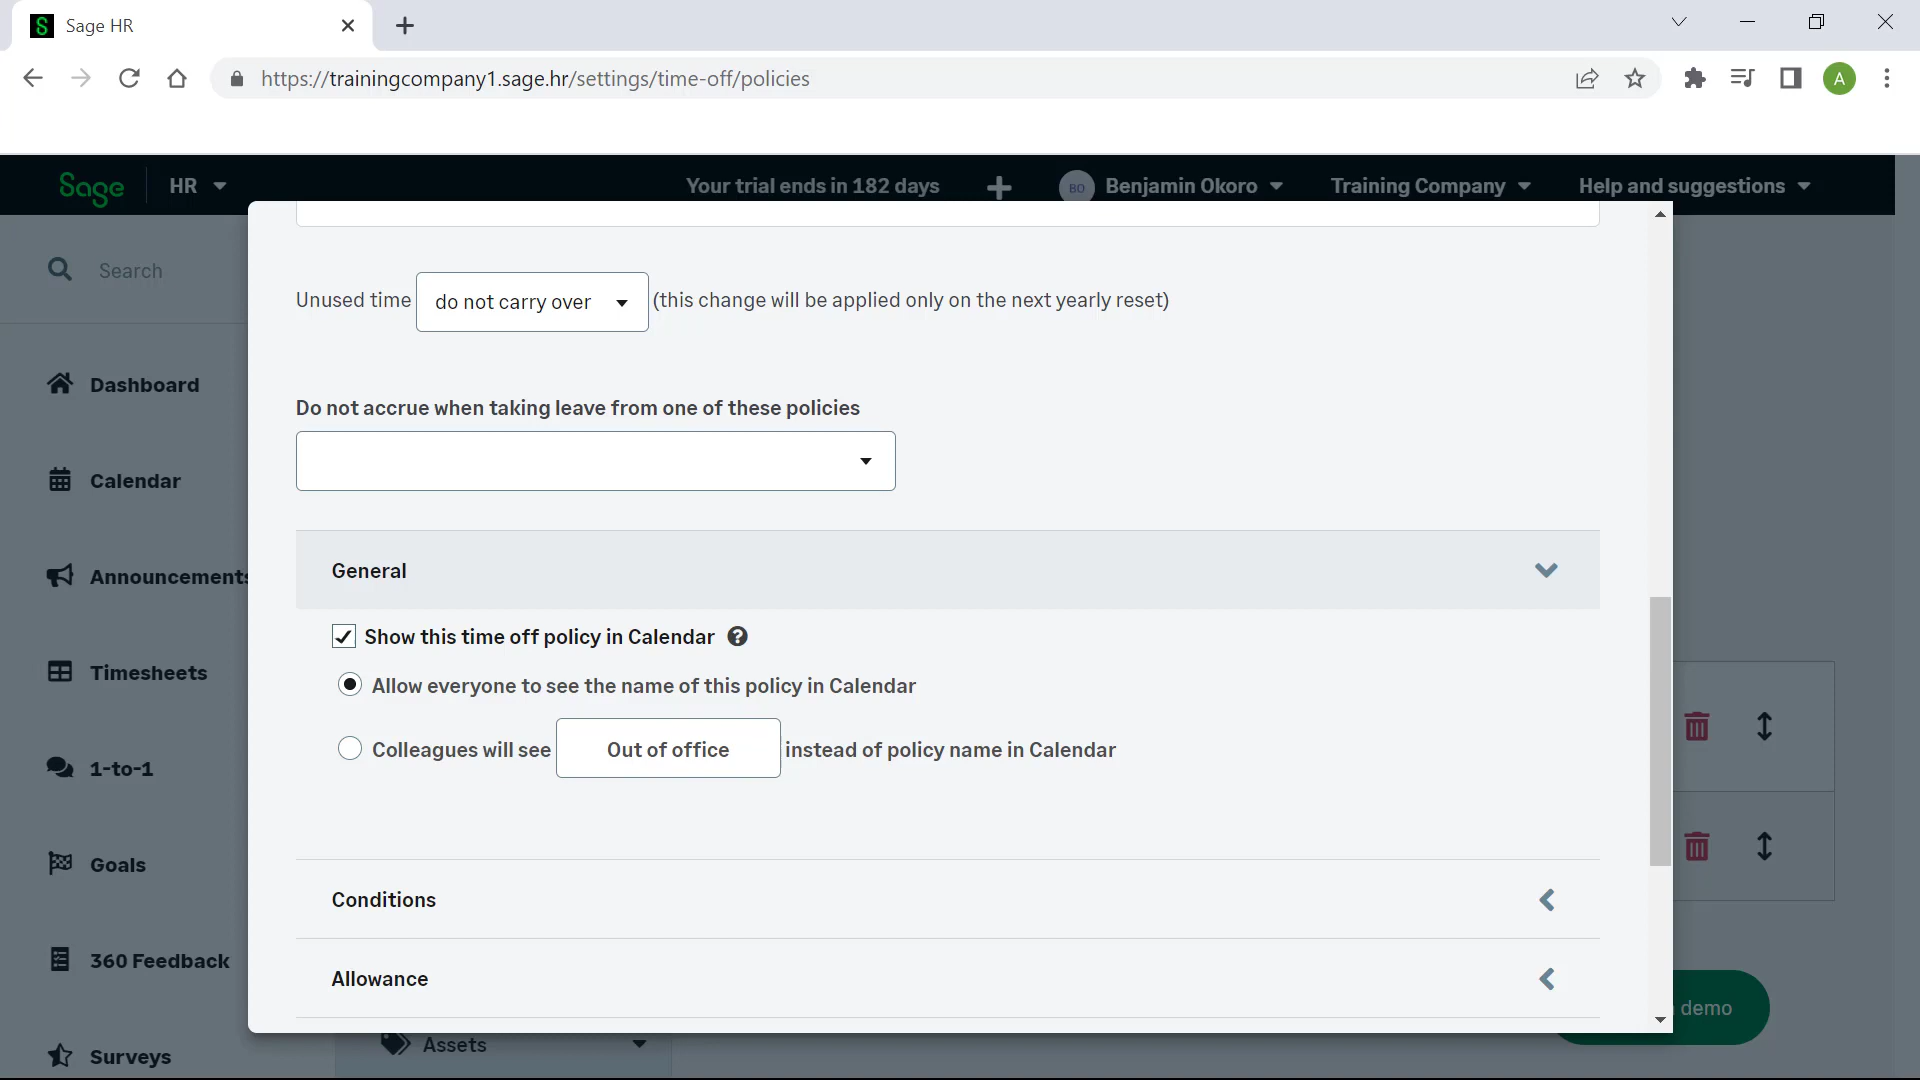 Sage HR
https://trainingcompany1.sage.hr/settings/time-off/policies
A
Sage HR
Your trial ends in 182 days
BO Benjamin Okoro
Training Company
Help and suggestions
Search
Unused time do not carry over (this change will be applied only on the next yearly reset)
Dashboard
Do not accrue when taking leave from one of these policies
Calendar
Announcements
General
Show this time off policy in Calendar
Timesheets
Allow everyone to see the name of this policy in Calendar
Colleagues will see Out of office instead of policy name in Calendar
1-to-1
Goals
Conditions
360 Feedback
Allowance
demo
Assets
Surveys